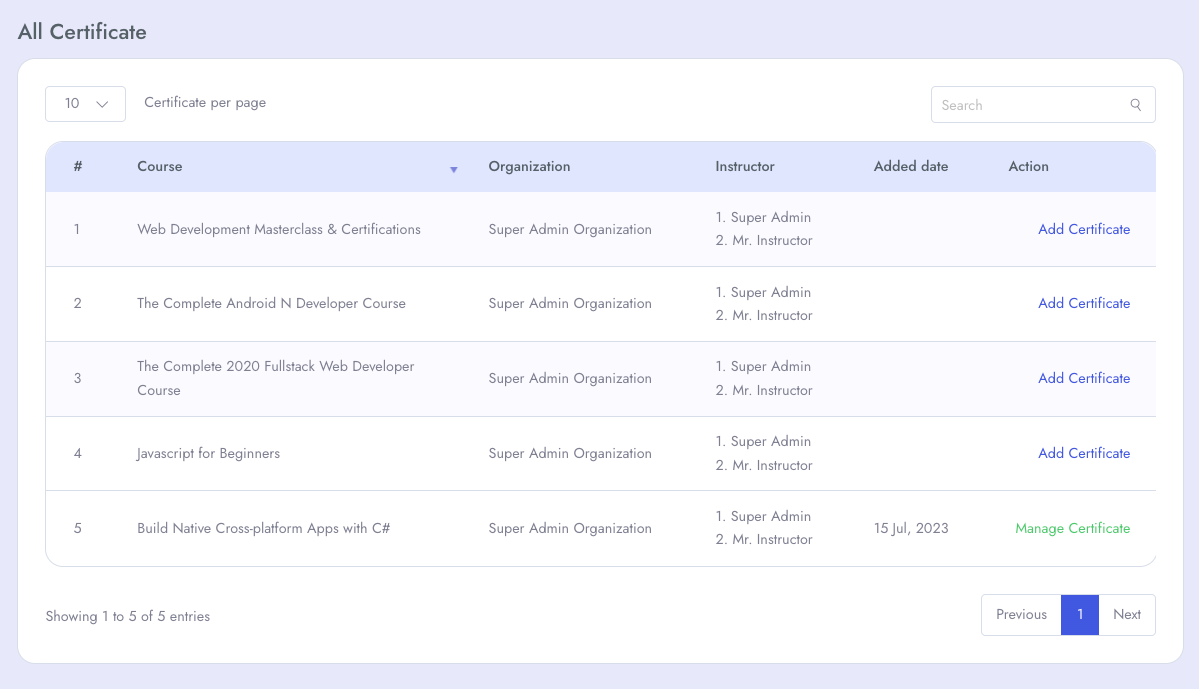 All Certificate
10 Certificate per page Search
# Course Organization Instructor Added date Action
1 Web Development Masterclass & Certifications Super Admin Organization 1. Super Admin
2. Mr. Instructor Add Certificate
2 The Complete Android N Developer Course Super Admin Organization 1. Super Admin
2. Mr. Instructor Add Certificate
3 The Complete 2020 Fullstack Web Developer
Course Super Admin Organization 1. Super Admin
2. Mr. Instructor Add Certificate
4 Javascript for Beginners Super Admin Organization 1. Super Admin
2. Mr. Instructor Add Certificate
5 Build Native Cross-platform Apps with C# Super Admin Organization 1. Super Admin
2. Mr. Instructor 15 Jul, 2023 Manage Certificate
Showing 1 to 5 of 5 entries Previous 1 Next